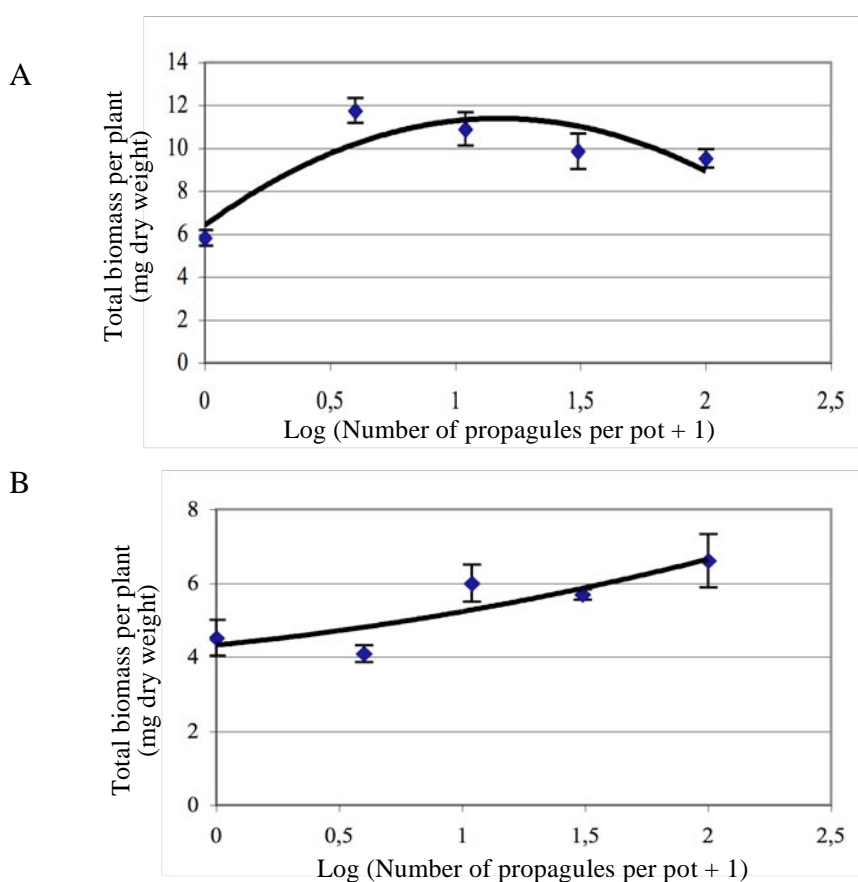 A
Total biomass per plant
(mg dry weight)
14
12
10
8
6
4
2
0
0 0,5 1 1,5 2 2,5
Log (Number of propagules per pot + 1)
B
Total biomass per plant
(mg dry weight)
8
6
4
2
0
0 0,5 1 1,5 2 2,5
Log (Number of propagules per pot + 1)